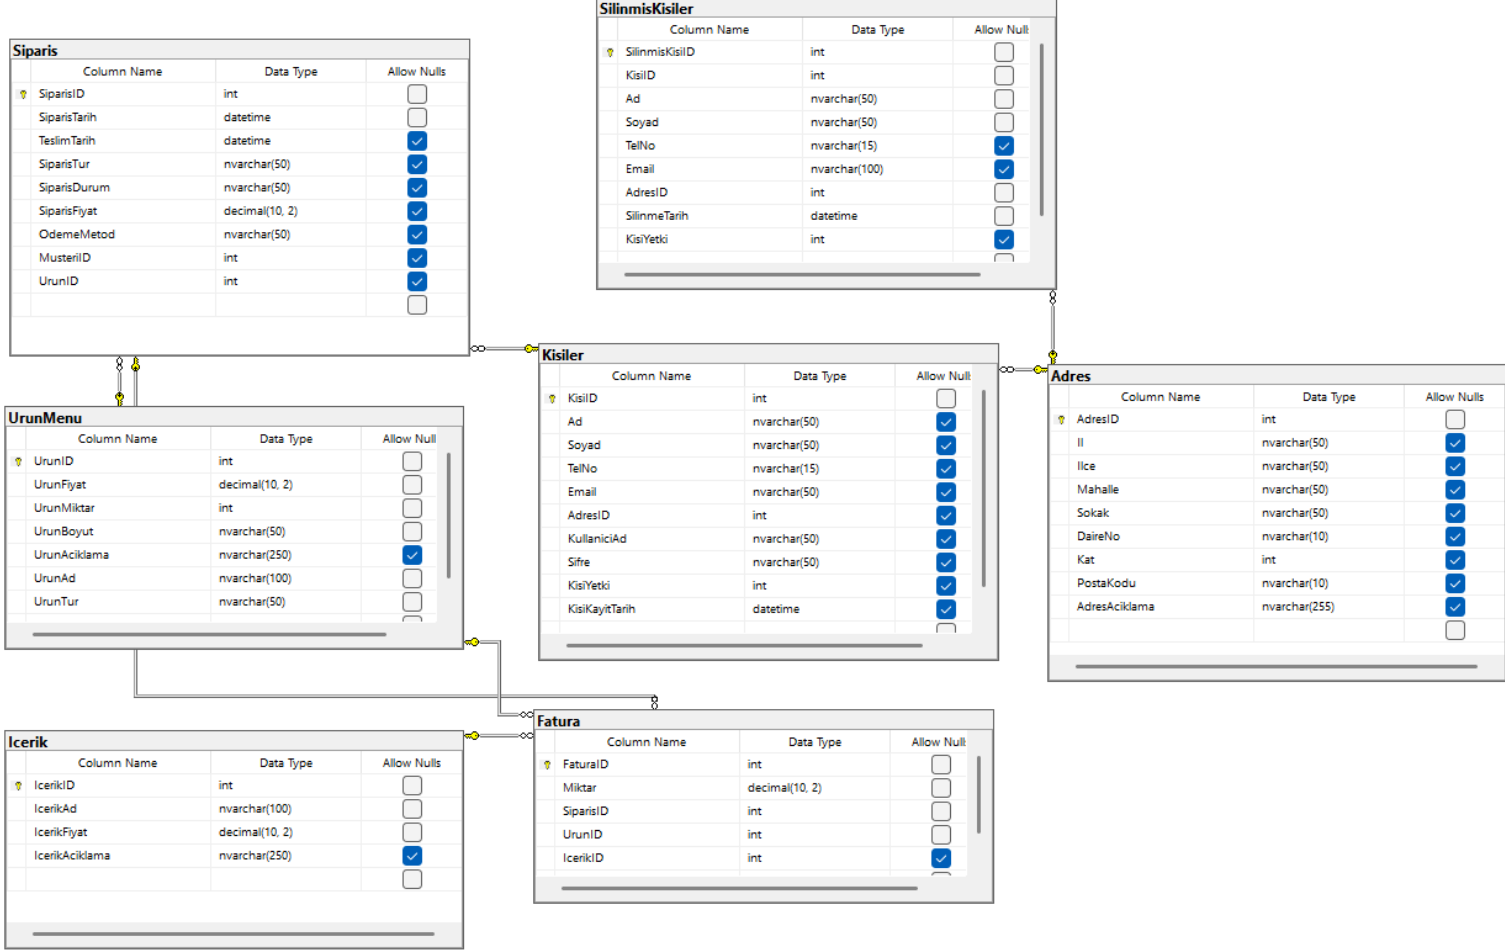 SilinmisKisiler
Column Name Data Type Allow Null
SilinmisKisiID int
KisiID int
Ad nvarchar(50)
Soyad nvarchar(50)
TelNo nvarchar(15)
Email nvarchar(100)
AdresID int
SilinmeTarih datetime
KisiYetki int
Siparis
Column Name Data Type Allow Nulls
SiparisID int
SiparisTarih datetime
TeslimTarih datetime
SiparisTur nvarchar(50)
SiparisDurum nvarchar(50)
SiparisFiyat decimal(10, 2)
OdemeMetod nvarchar(50)
MusteriID int
UrunID int
Kisiler
Column Name Data Type Allow Null
KisiID int
Ad nvarchar(50)
Soyad nvarchar(50)
TelNo nvarchar(15)
Email nvarchar(50)
AdresID int
KullaniciAd nvarchar(50)
Sifre nvarchar(50)
KisiYetki int
KisiKayitTarih datetime
Adres
Column Name Data Type Allow Nulls
AdresID int
Il nvarchar(50)
Ilce nvarchar(50)
Mahalle nvarchar(50)
Sokak nvarchar(50)
DaireNo nvarchar(10)
Kat int
PostaKodu nvarchar(10)
AdresAciklama nvarchar(255)
UrunMenu
Column Name Data Type Allow Null
UrunID int
UrunFiyat decimal(10, 2)
UrunMiktar int
UrunBoyut nvarchar(50)
UrunAciklama nvarchar(250)
UrunAd nvarchar(100)
UrunTur nvarchar(50)
Fatura
Column Name Data Type Allow Null
FaturaID int
Miktar decimal(10, 2)
SiparisID int
UrunID int
IcerikID int
Icerik
Column Name Data Type Allow Nulls
IcerikID int
IcerikAd nvarchar(100)
IcerikFiyat decimal(10, 2)
IcerikAciklama nvarchar(250)